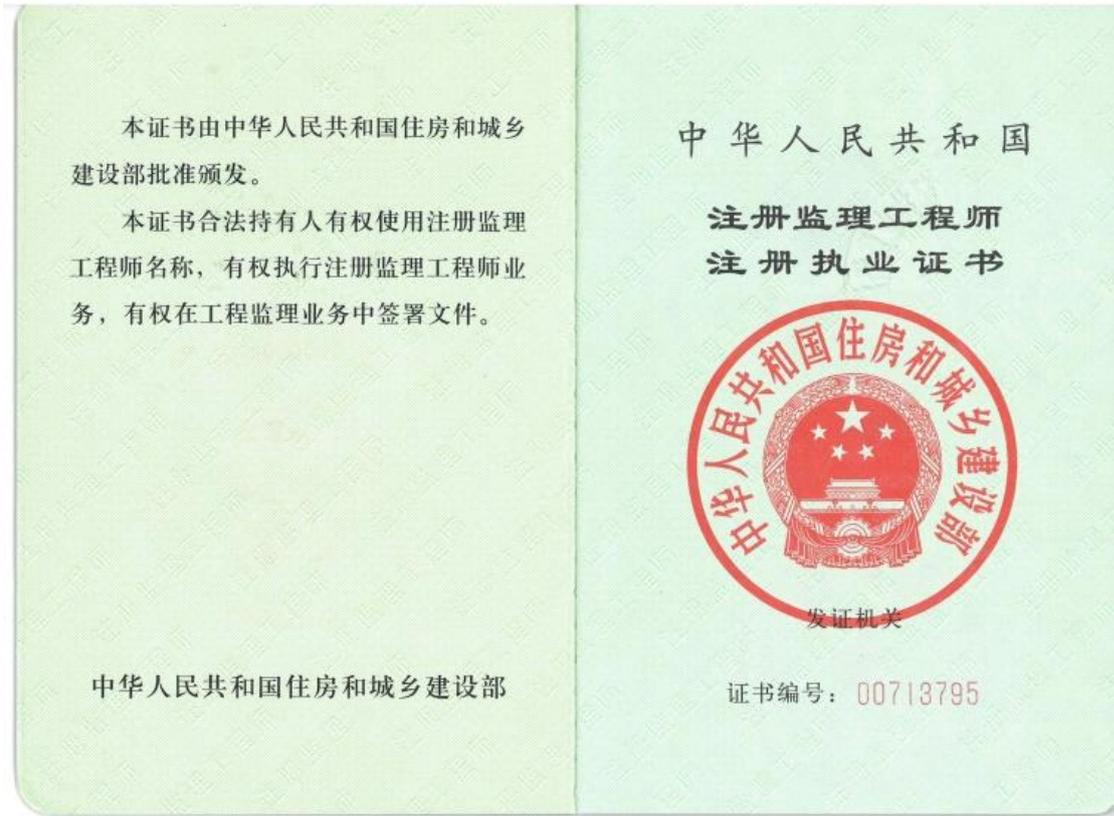 本证书由中华人民共和国住房和城乡
建设部批准颁发。
本证书合法持有人有权使用注册监理
工程师名称，有权执行注册监理工程师业
务，有权在工程监理业务中签署文件。
中华人民共和国住房和城乡建设部
中华人民共和国
注册监理工程师
注册执业证书
中华人民共和国住房和城乡建设部
发证机关
证书编号：00713795